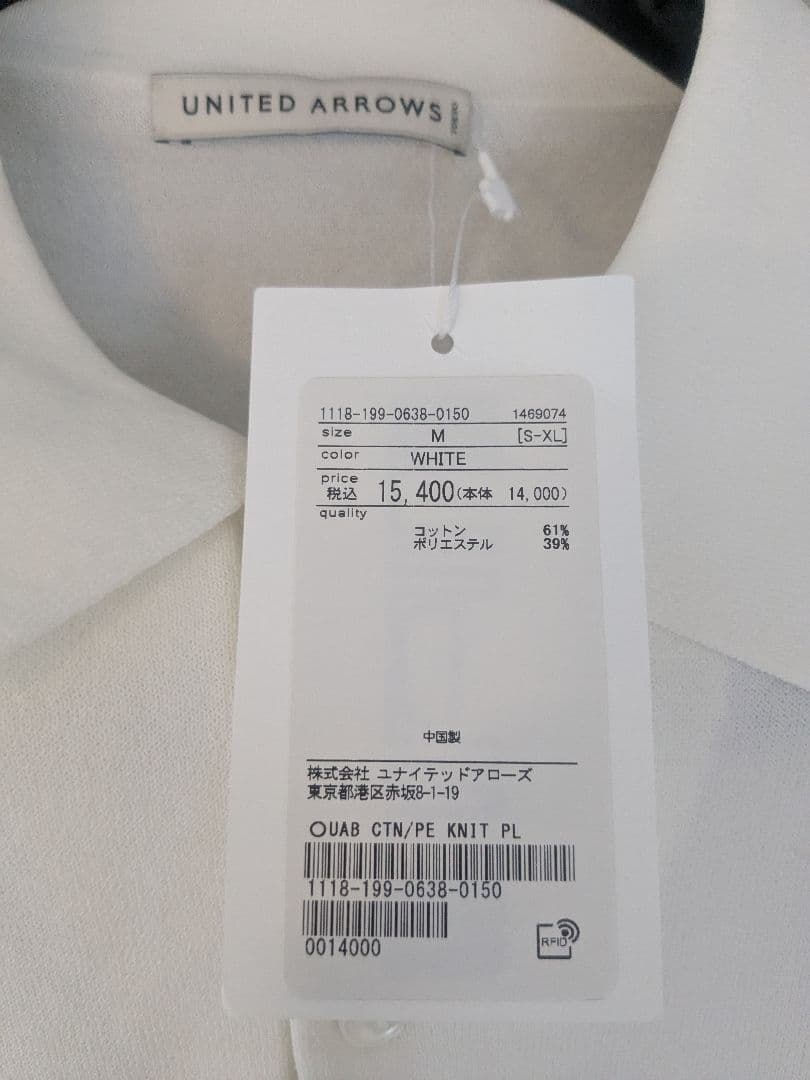 UNITED ARROWS
TOKYO
1118-199-0638-0150 1469074
size M [S-XL]
color WHITE
price
税込 15,400(本体 14,000)
quality
コットン 61%
ポリエステル 39%
中国製
株式会社 ユナイテッドアローズ
東京都港区赤坂8-1-19
○UAB CTN/PE KNIT PL
1118-199-0638-0150
0014000
RFID